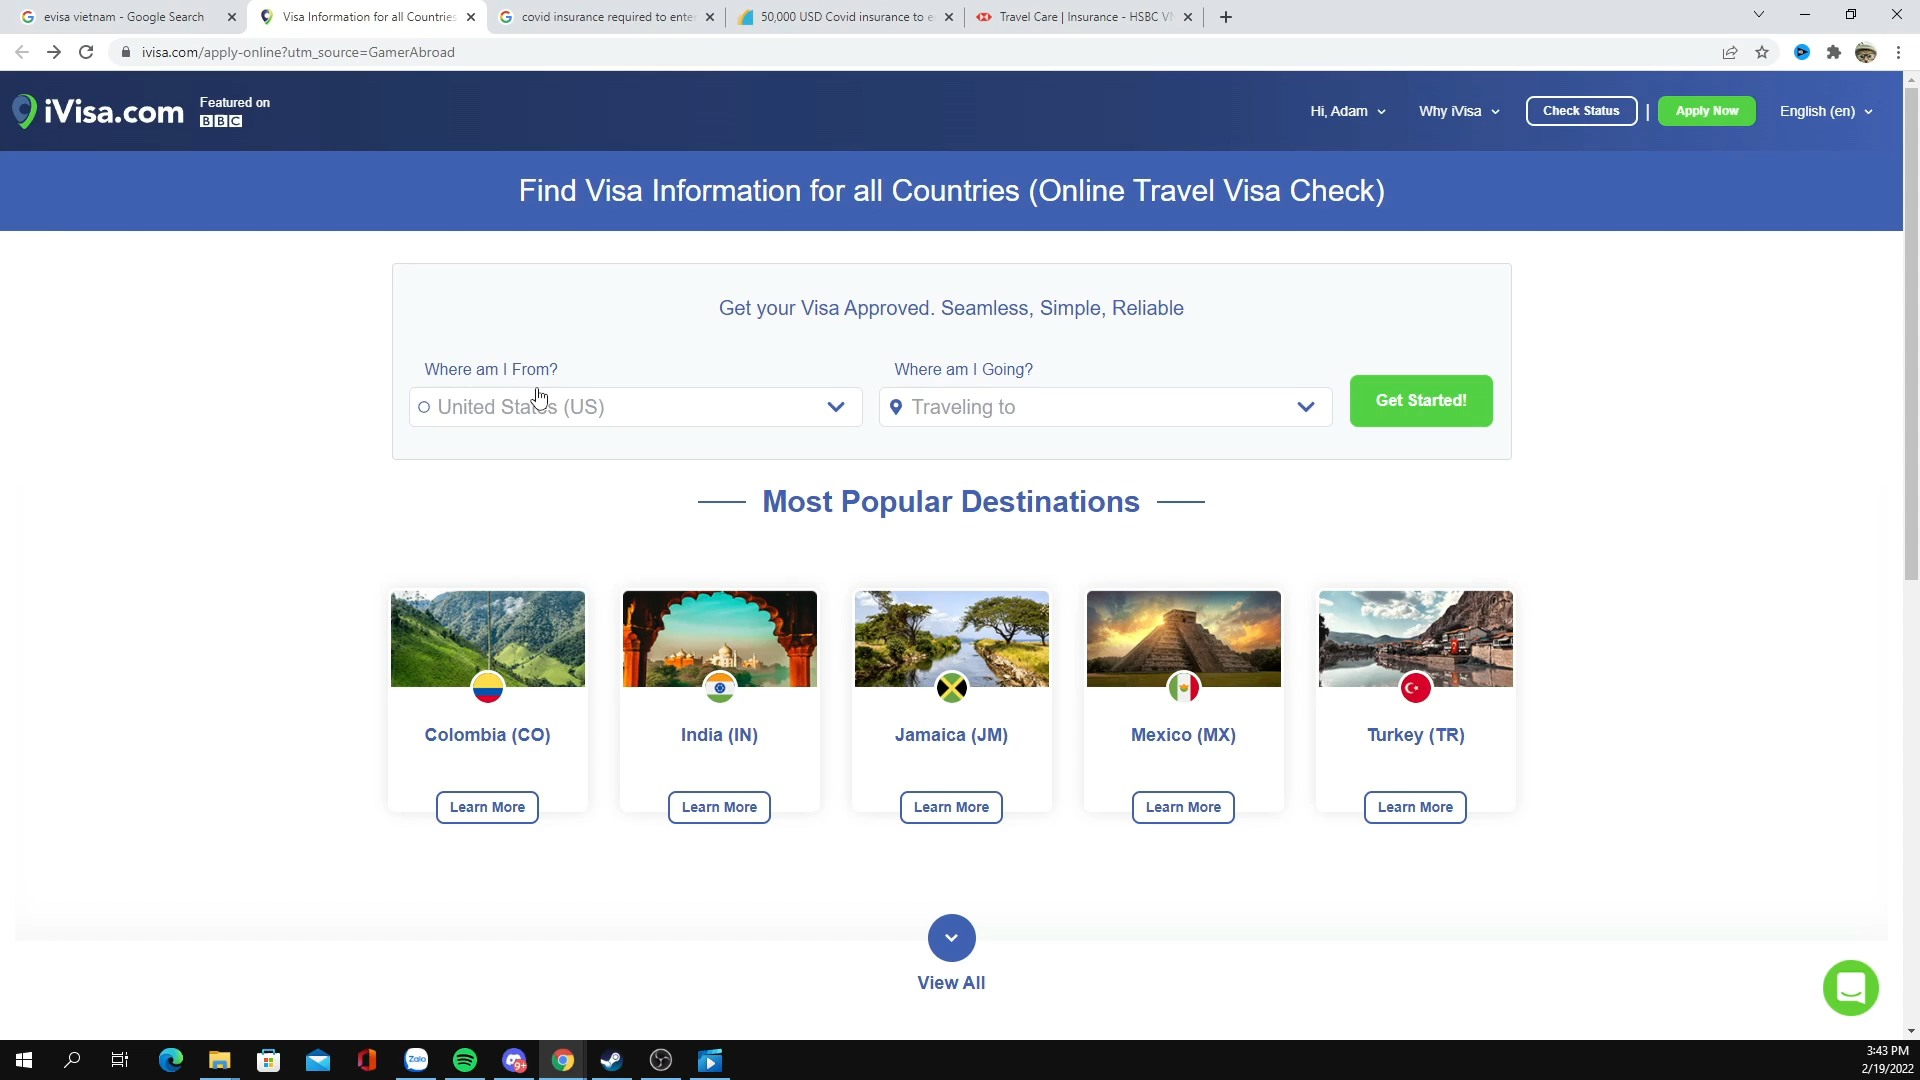 evisa vietnam - Google Search
Visa Information for all Countries
covid insurance required to ente
50,000 USD Covid insurance to e
Travel Care | Insurance - HSBC V
ivisa.com/apply-online?utm_source=GamerAbroad
iVisa.com
Featured on
BBC
Hi, Adam
Why iVisa
Check Status
|
Apply Now
English (en)
Find Visa Information for all Countries (Online Travel Visa Check)
Get your Visa Approved. Seamless, Simple, Reliable
Where am I From?
Where am I Going?
United States (US)
Traveling to
Get Started!
Most Popular Destinations
Colombia (CO)
India (IN)
Jamaica (JM)
Mexico (MX)
Turkey (TR)
Learn More
Learn More
Learn More
Learn More
Learn More
View All
Zalo
9+
3:43 PM
2/19/2022